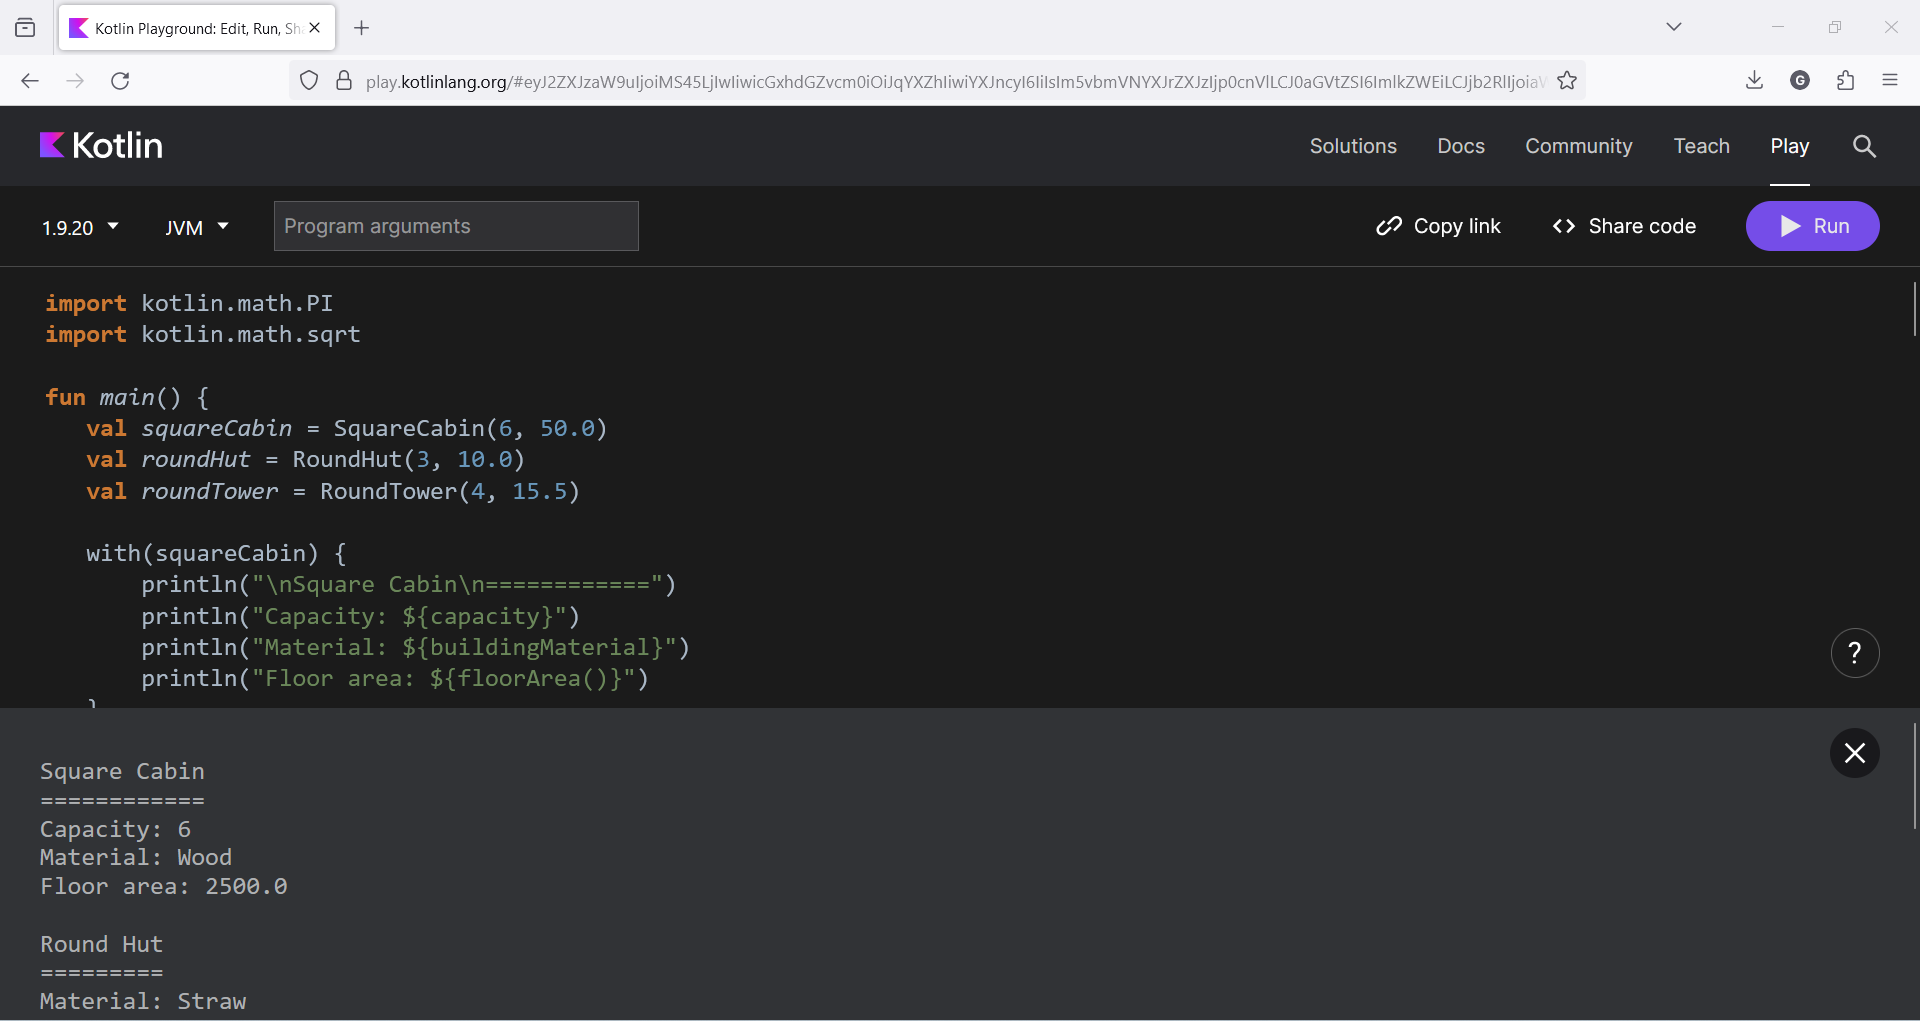 Kotlin Playground: Edit, Run, Sh
play.kotlinlang.org/#
G
Kotlin
Solutions Docs Community Teach Play
1.9.20 JVM Program arguments Copy link Share code Run
import kotlin.math.PI
import kotlin.math.sqrt
fun main() {
val squareCabin = SquareCabin(6, 50.0)
val roundHut = RoundHut(3, 10.0)
val roundTower = RoundTower(4, 15.5)
with(squareCabin) {
println("\nSquare Cabin\n============")
println("Capacity: ${capacity}")
println("Material: ${buildingMaterial}")
println("Floor area: ${floorArea()}")
}
?
Square Cabin
============
Capacity: 6
Material: Wood
Floor area: 2500.0
Round Hut
=========
Material: Straw